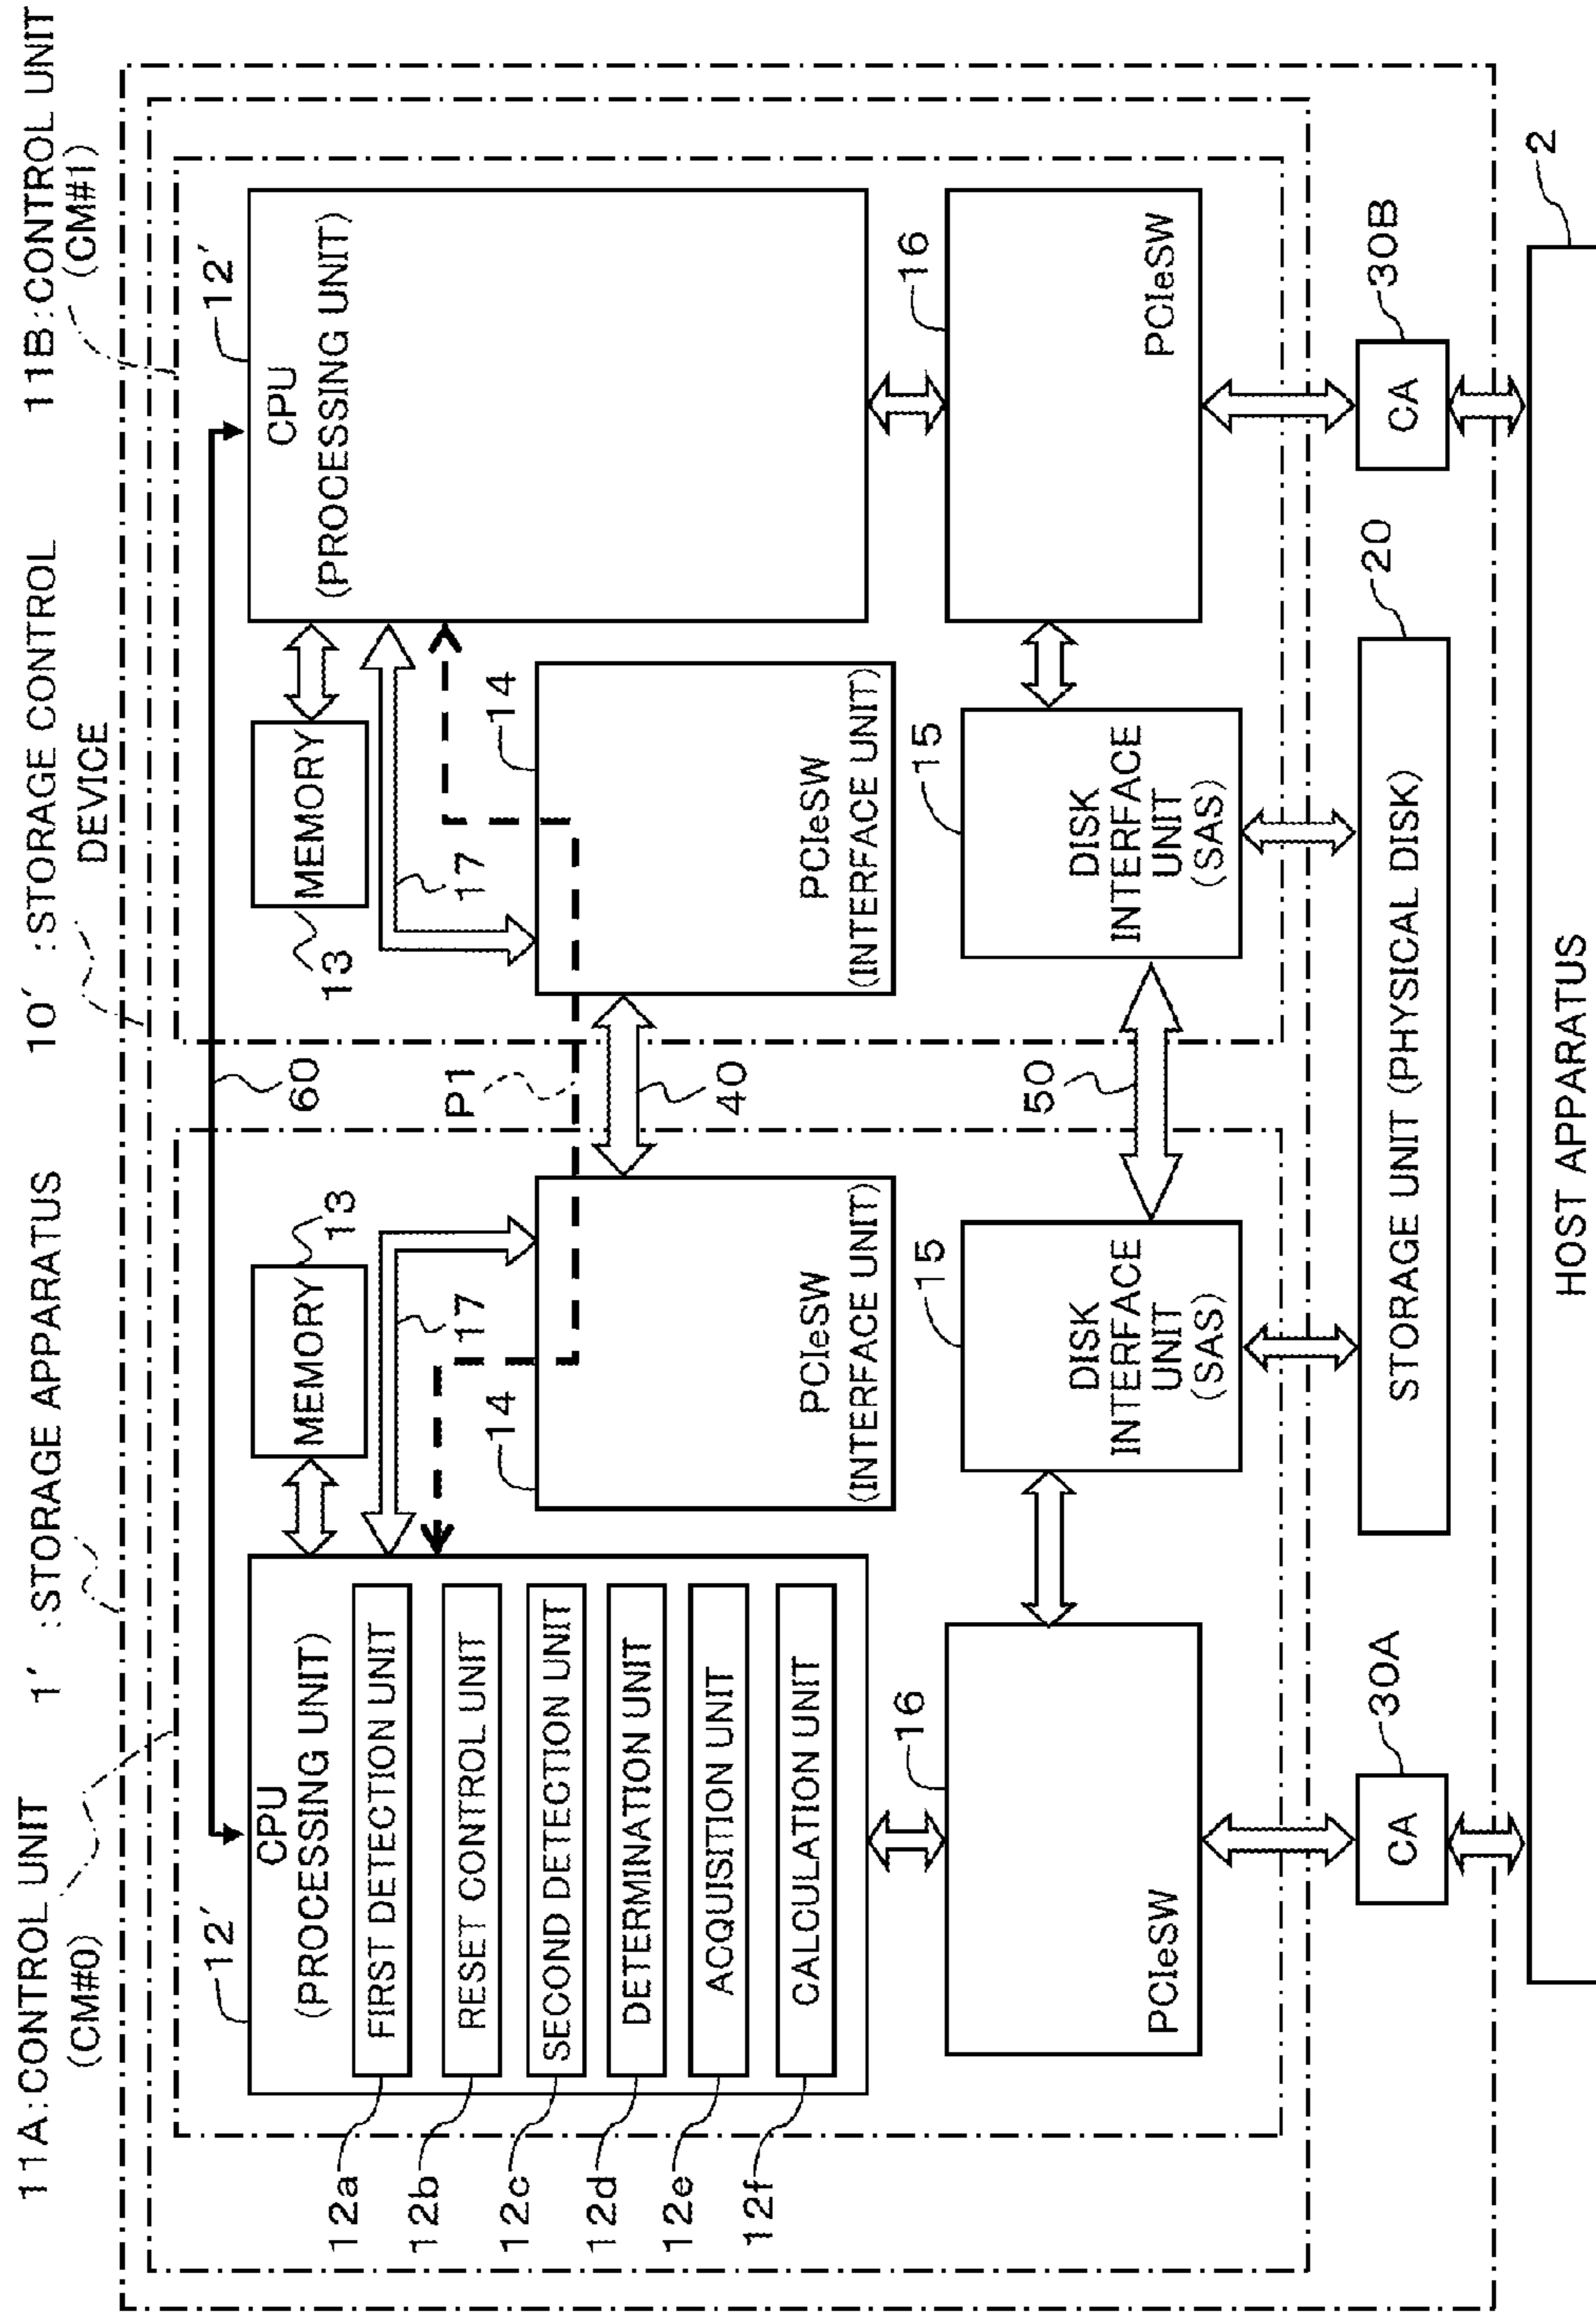 11A:CONTROL UNIT
(CM#0)
1′ :STORAGE APPARATUS
10′ :STORAGE CONTROL
DEVICE
11B:CONTROL UNIT
(CM#1)
60
12′
CPU
(PROCESSING UNIT)
12a
FIRST DETECTION UNIT
12b
RESET CONTROL UNIT
12c
SECOND DETECTION UNIT
12d
DETERMINATION UNIT
12e
ACQUISITION UNIT
12f
CALCULATION UNIT
MEMORY
13
17
14
PCIeSW
(INTERFACE UNIT)
P1
40
13
MEMORY
17
14
PCIeSW
(INTERFACE UNIT)
12′
CPU
(PROCESSING UNIT)
16
PCIeSW
15
DISK
INTERFACE
UNIT
(SAS)
50
15
DISK
INTERFACE
UNIT
(SAS)
16
PCIeSW
30A
CA
STORAGE UNIT (PHYSICAL DISK)
20
30B
CA
HOST APPARATUS
2